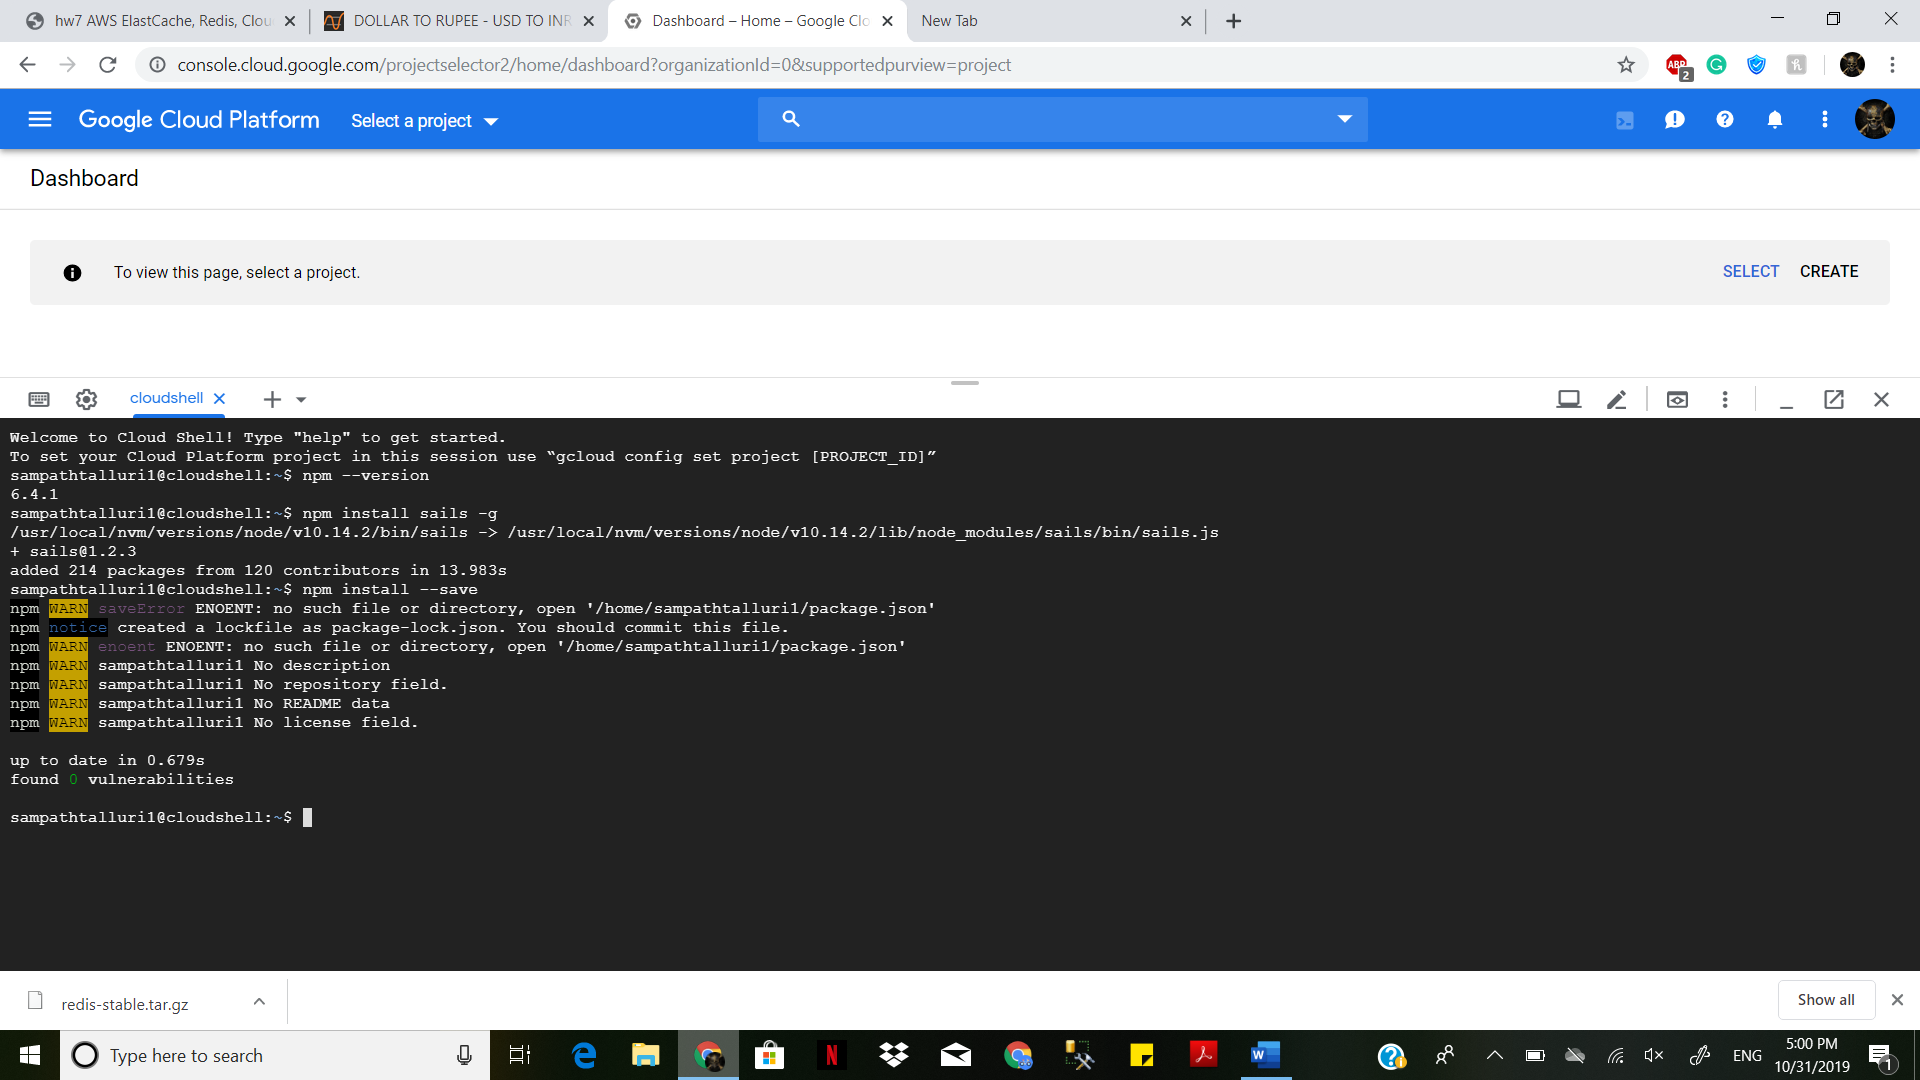 hw7 AWS ElastCache, Redis, Clou
DOLLAR TO RUPEE - USD TO INR
Dashboard – Home – Google Clo
New Tab
console.cloud.google.com/projectselector2/home/dashboard?organizationId=0&supportedpurview=project
ABP
2
Google Cloud Platform
Select a project
Dashboard
To view this page, select a project.
SELECT
CREATE
cloudshell
Welcome to Cloud Shell! Type "help" to get started.
To set your Cloud Platform project in this session use “gcloud config set project [PROJECT_ID]”
sampathtalluri1@cloudshell:~$ npm --version
6.4.1
sampathtalluri1@cloudshell:~$ npm install sails -g
/usr/local/nvm/versions/node/v10.14.2/bin/sails -> /usr/local/nvm/versions/node/v10.14.2/lib/node_modules/sails/bin/sails.js
+ sails@1.2.3
added 214 packages from 120 contributors in 13.983s
sampathtalluri1@cloudshell:~$ npm install --save
npm WARN saveError ENOENT: no such file or directory, open '/home/sampathtalluri1/package.json'
npm notice created a lockfile as package-lock.json. You should commit this file.
npm WARN enoent ENOENT: no such file or directory, open '/home/sampathtalluri1/package.json'
npm WARN sampathtalluri1 No description
npm WARN sampathtalluri1 No repository field.
npm WARN sampathtalluri1 No README data
npm WARN sampathtalluri1 No license field.
up to date in 0.679s
found 0 vulnerabilities
sampathtalluri1@cloudshell:~$
redis-stable.tar.gz
Show all
Type here to search
ENG
5:00 PM
10/31/2019
1